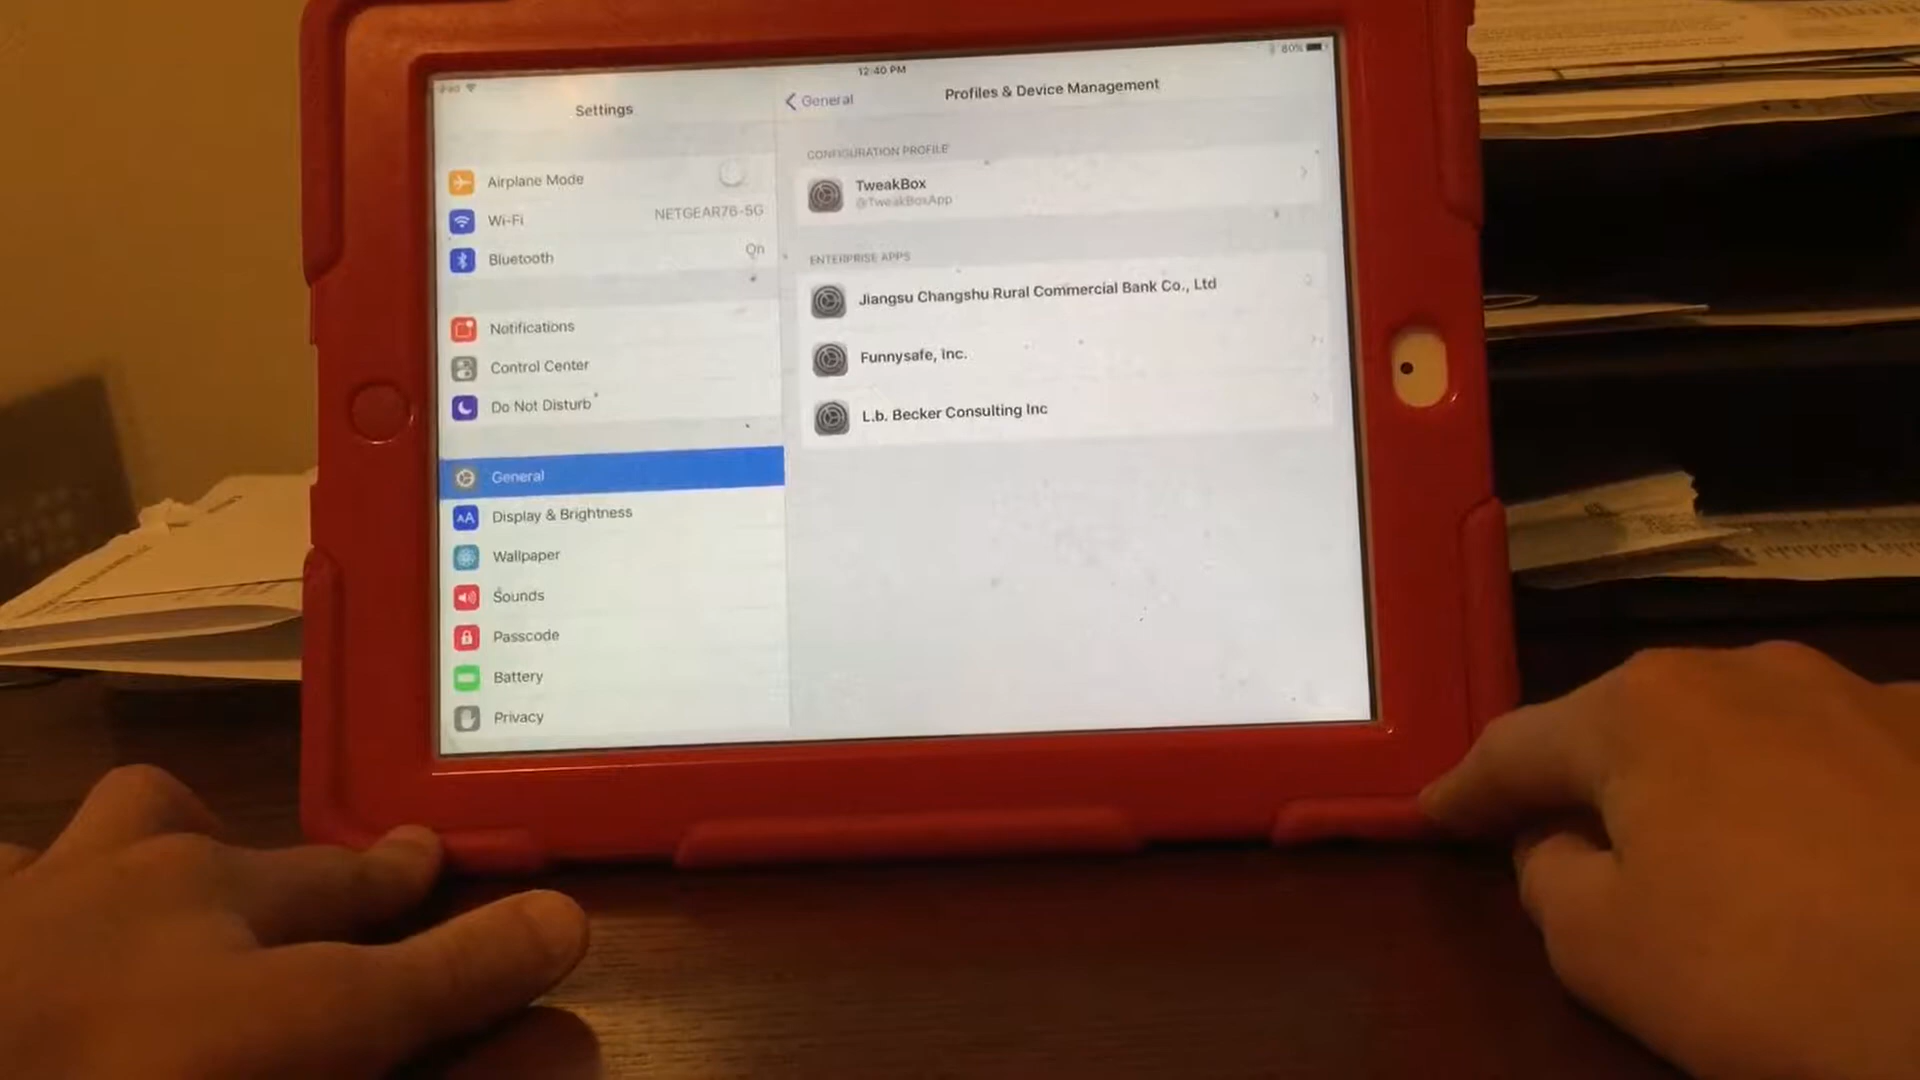 12:40 PM
80%
Settings
General
Profiles & Device Management
Airplane Mode
Wi-Fi
NETGEAR76-5G
Bluetooth
On
Notifications
Control Center
Do Not Disturb
General
Display & Brightness
Wallpaper
Sounds
Passcode
Battery
Privacy
CONFIGURATION PROFILE
TweakBox
@TweakBoxApp
ENTERPRISE APPS
Jiangsu Changshu Rural Commercial Bank Co., Ltd
Funnysafe, Inc.
L.b. Becker Consulting Inc